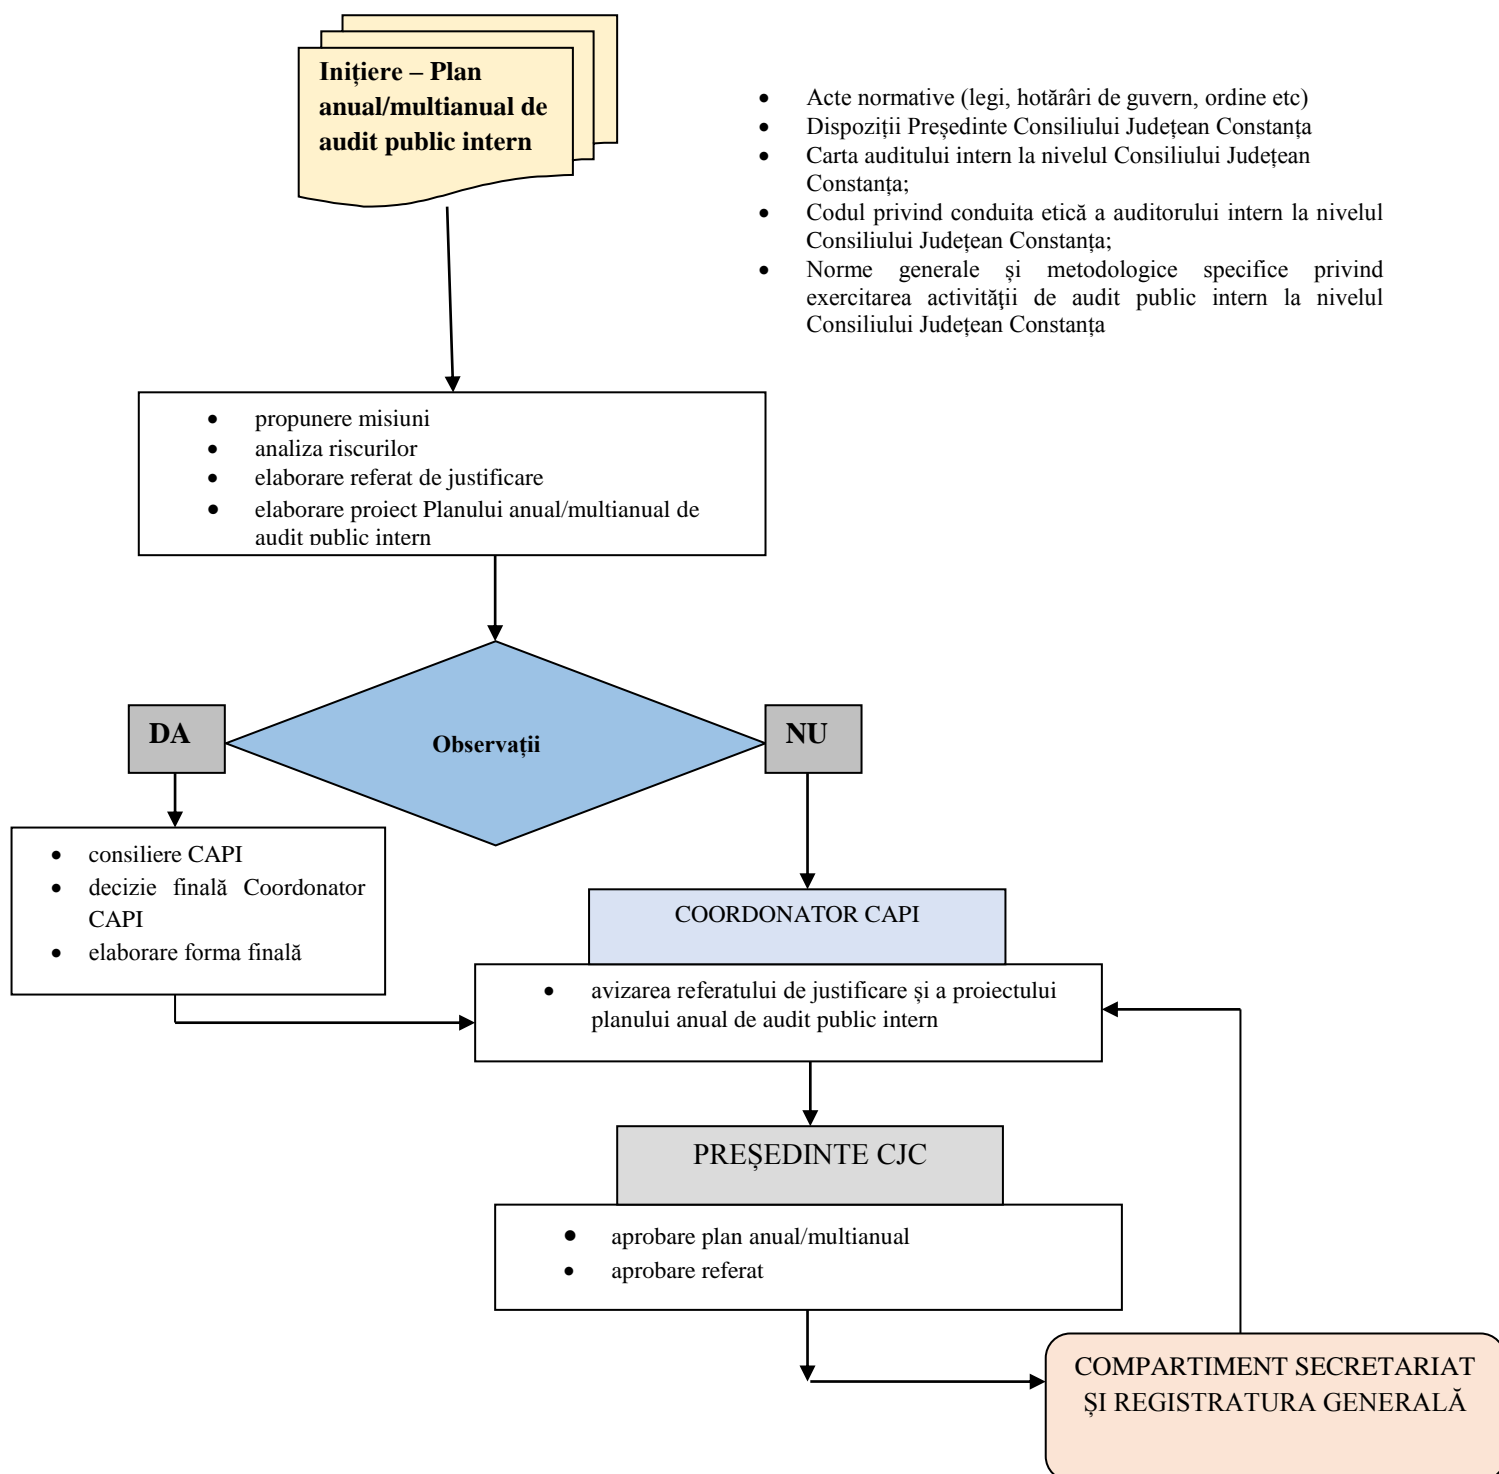 Inițiere – Plan
anual/multianual de
audit public intern
• Acte normative (legi, hotărâri de guvern, ordine etc)
• Dispoziții Președinte Consiliului Județean Constanța
• Carta auditului intern la nivelul Consiliului Județean
Constanța;
• Codul privind conduita etică a auditorului intern la nivelul
Consiliului Județean Constanța;
• Norme generale și metodologice specifice privind
exercitarea activităţii de audit public intern la nivelul
Consiliului Județean Constanța
• propunere misiuni
• analiza riscurilor
• elaborare referat de justificare
• elaborare proiect Planului anual/multianual de
audit public intern
Observații
DA
NU
• consiliere CAPI
• decizie finală Coordonator
CAPI
• elaborare forma finală
COORDONATOR CAPI
• avizarea referatului de justificare și a proiectului
planului anual de audit public intern
PREȘEDINTE CJC
• aprobare plan anual/multianual
• aprobare referat
COMPARTIMENT SECRETARIAT
ȘI REGISTRATURA GENERALĂ